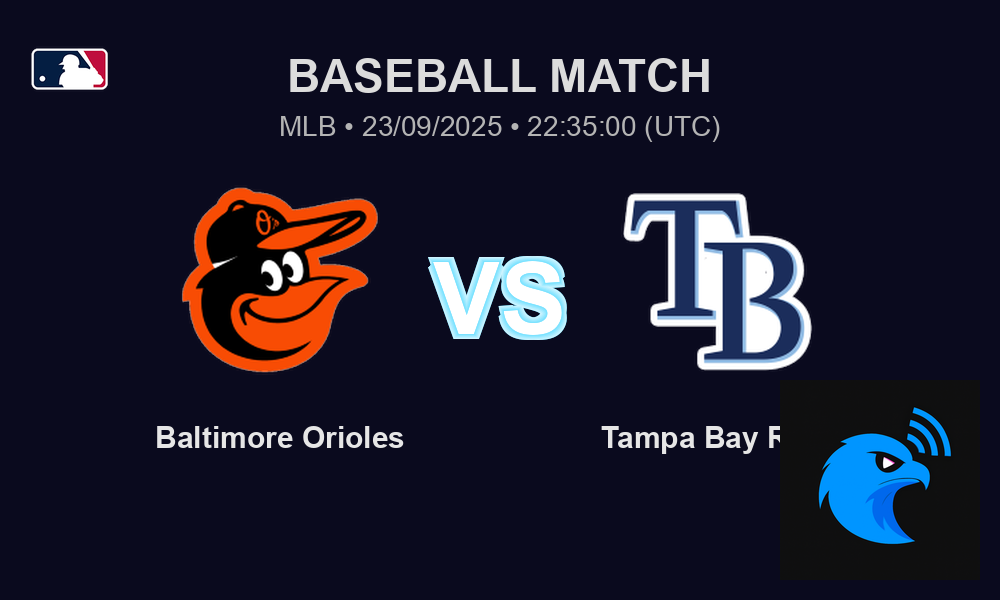 BASEBALL MATCH
MLB • 23/09/2025 • 22:35:00 (UTC)
TB
VS
Baltimore Orioles
Tampa Bay